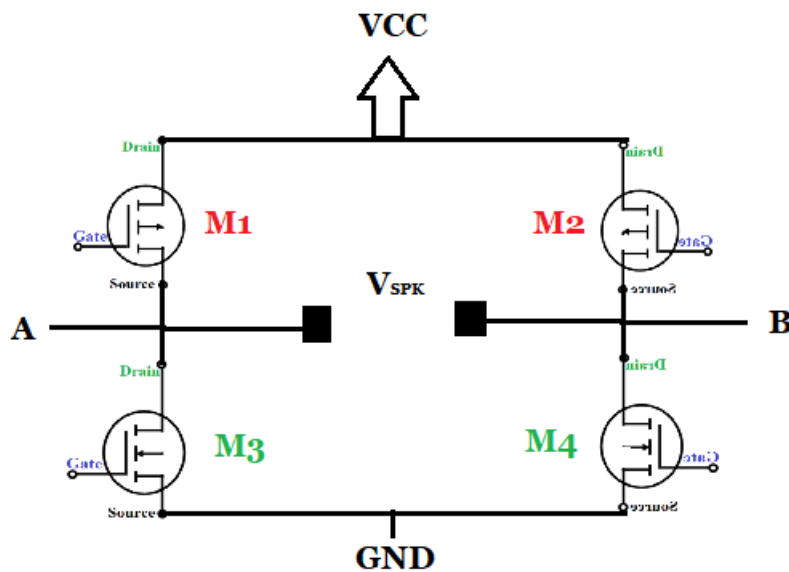 VCC
Drain
Drain
M1
M2
Gate
Gate
Source
Source
VSPK
A
B
Drain
Drain
M3
M4
Gate
Gate
Source
Source
GND